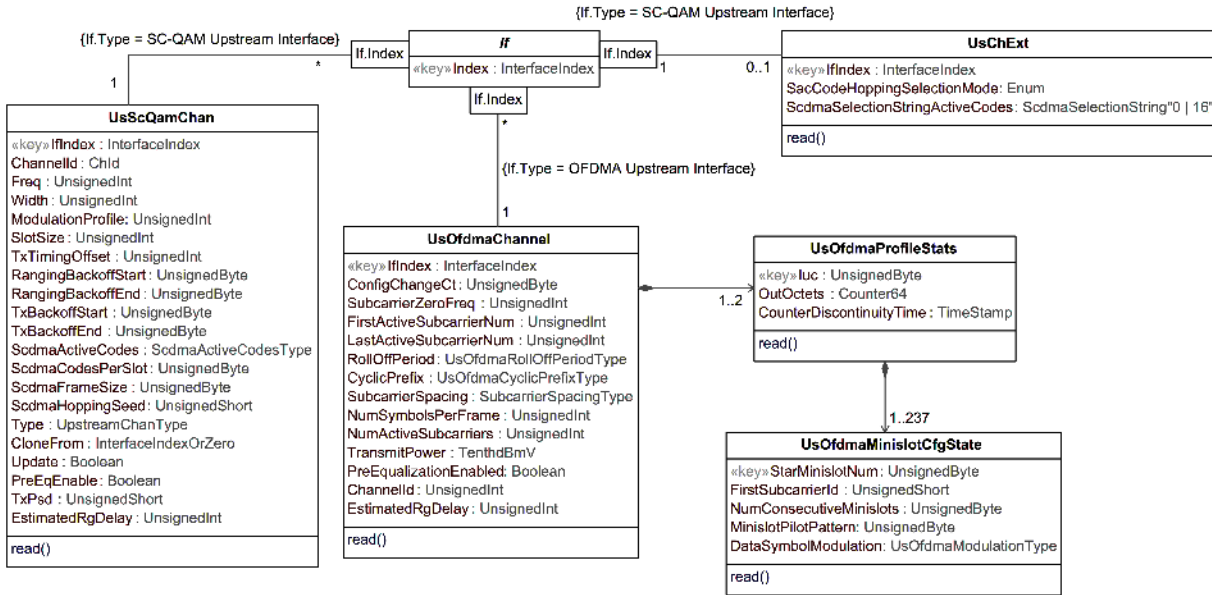 {If.Type = SC-QAM Upstream Interface}
{If.Type = SC-QAM Upstream Interface}
1
*
If.Index
If
«key»Index : InterfaceIndex
If.Index
1
0..1
If.Index
*
UsChExt
«key»IfIndex : InterfaceIndex
SacCodeHoppingSelectionMode: Enum
ScdmaSelectionStringActiveCodes: ScdmaSelectionString"0 | 16"
read()
{If.Type = OFDMA Upstream Interface}
1
UsScQamChan
«key»IfIndex : InterfaceIndex
ChannelId : ChId
Freq : UnsignedInt
Width : UnsignedInt
ModulationProfile: UnsignedInt
SlotSize : UnsignedInt
TxTimingOffset : UnsignedInt
RangingBackoffStart : UnsignedByte
RangingBackoffEnd : UnsignedByte
TxBackoffStart : UnsignedByte
TxBackoffEnd : UnsignedByte
ScdmaActiveCodes : ScdmaActiveCodesType
ScdmaCodesPerSlot : UnsignedByte
ScdmaFrameSize : UnsignedByte
ScdmaHoppingSeed : UnsignedShort
Type : UpstreamChanType
CloneFrom : InterfaceIndexOrZero
Update : Boolean
PreEqEnable : Boolean
TxPsd : UnsignedShort
EstimatedRgDelay : UnsignedInt
read()
UsOfdmaChannel
«key»IfIndex : InterfaceIndex
ConfigChangeCt : UnsignedByte
SubcarrierZeroFreq : UnsignedInt
FirstActiveSubcarrierNum : UnsignedInt
LastActiveSubcarrierNum : UnsignedInt
RollOffPeriod : UsOfdmaRollOffPeriodType
CyclicPrefix : UsOfdmaCyclicPrefixType
SubcarrierSpacing : SubcarrierSpacingType
NumSymbolsPerFrame : UnsignedInt
NumActiveSubcarriers : UnsignedInt
TransmitPower : TenthdBmV
PreEqualizationEnabled: Boolean
ChannelId : UnsignedInt
EstimatedRgDelay : UnsignedInt
read()
1..2
UsOfdmaProfileStats
«key»Iuc : UnsignedByte
OutOctets : Counter64
CounterDiscontinuityTime : TimeStamp
read()
1..237
UsOfdmaMinislotCfgState
«key»StarMinislotNum: UnsignedByte
FirstSubcarrierId : UnsignedShort
NumConsecutiveMinislots : UnsignedByte
MinislotPilotPattern: UnsignedByte
DataSymbolModulation: UsOfdmaModulationType
read()